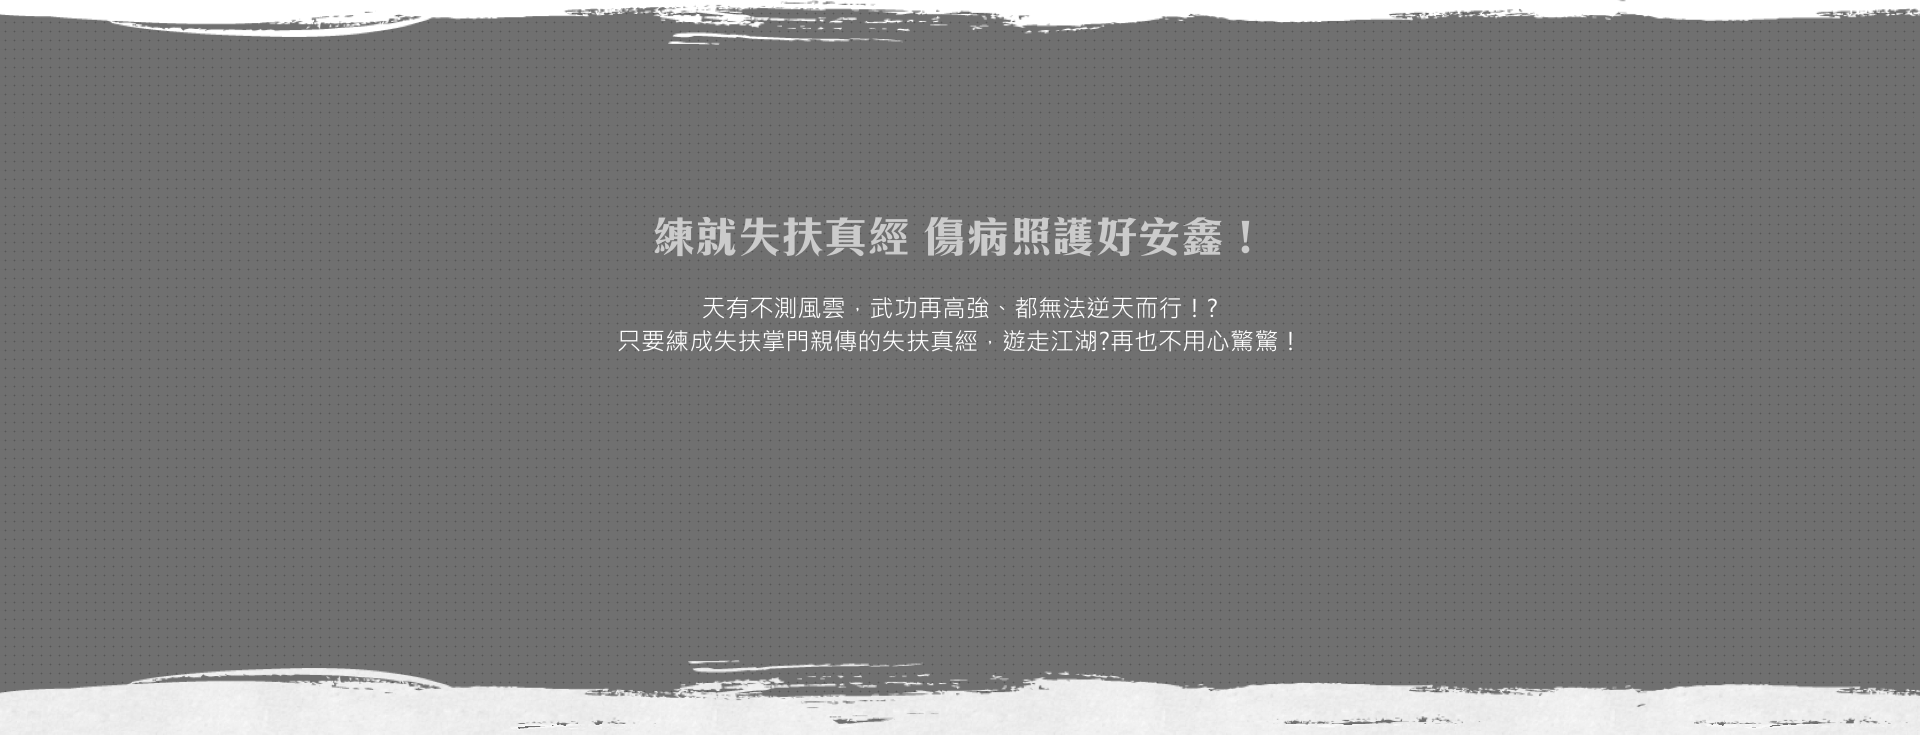 練就失扶真經 傷病照護好安鑫！
天有不測風雲，武功再高強、都無法逆天而行！?
只要練成失扶掌門親傳的失扶真經，遊走江湖?再也不用心驚驚！